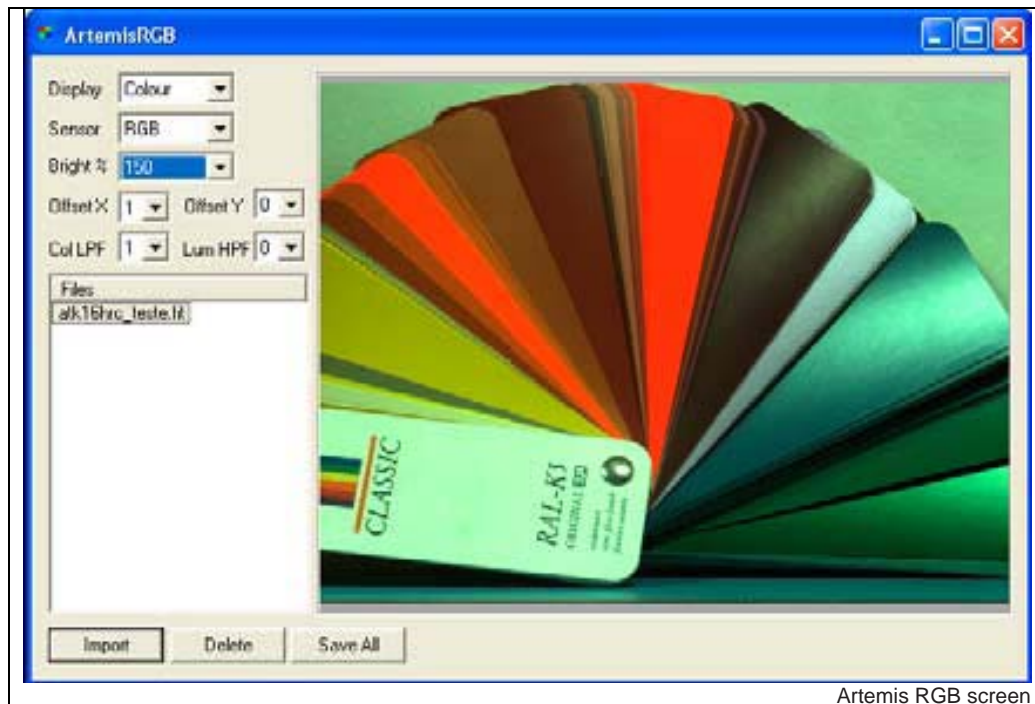 ArtemisRGB
Display Colour
Sensor RGB
Bright % 150
Offset X 1 Offset Y 0
Col LPF 1 Lum HPF 0
Files
atk16hrc_teste.fit
CLASSIC
RAL-K5
ORIGINAL
Import Delete Save All
Artemis RGB screen